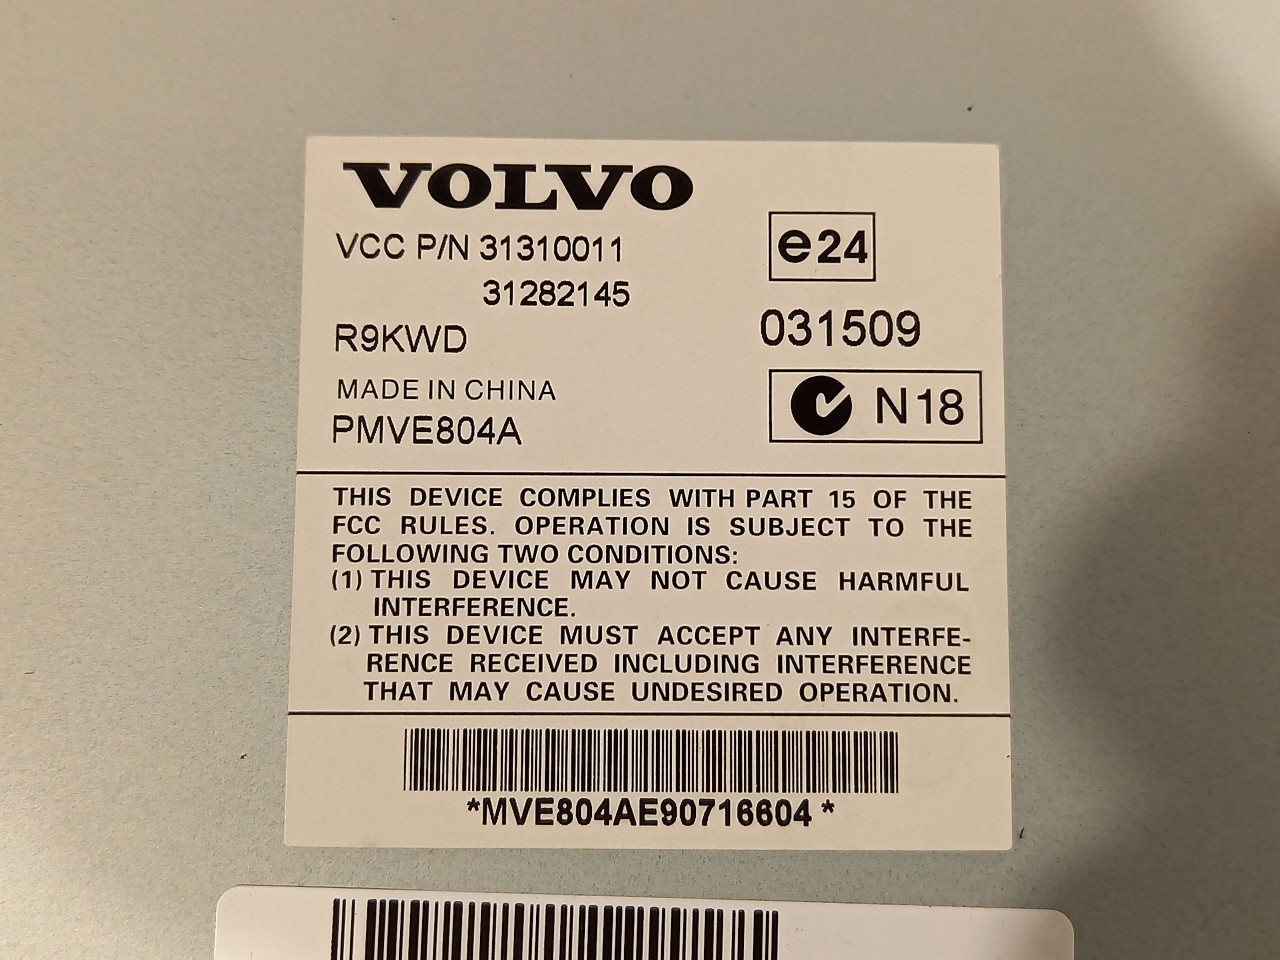 VOLVO
VCC P/N 31310011
31282145
R9KWD
MADE IN CHINA
PMVE804A
e24
031509
N18
THIS DEVICE COMPLIES WITH PART 15 OF THE
FCC RULES. OPERATION IS SUBJECT TO THE
FOLLOWING TWO CONDITIONS:
(1) THIS DEVICE MAY NOT CAUSE HARMFUL
INTERFERENCE.
(2) THIS DEVICE MUST ACCEPT ANY INTERFE-
RENCE RECEIVED INCLUDING INTERFERENCE
THAT MAY CAUSE UNDESIRED OPERATION.
*MVE804AE90716604 *